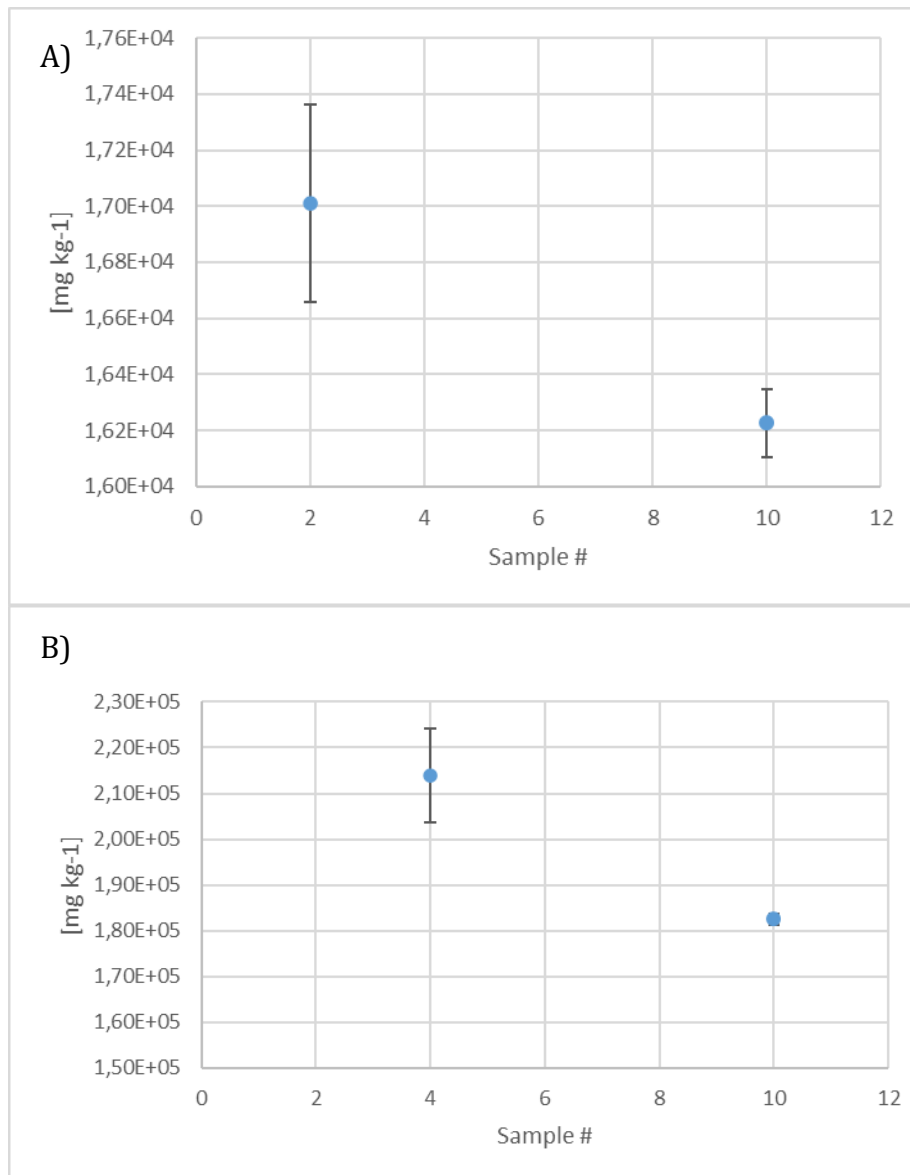 A)
1,76E+04
1,74E+04
1,72E+04
1,70E+04
1,68E+04
1,66E+04
1,64E+04
1,62E+04
1,60E+04
[mg kg-1]
0 2 4 6 8 10 12
Sample #
B)
2,30E+05
2,20E+05
2,10E+05
2,00E+05
1,90E+05
1,80E+05
1,70E+05
1,60E+05
1,50E+05
[mg kg-1]
0 2 4 6 8 10 12
Sample #